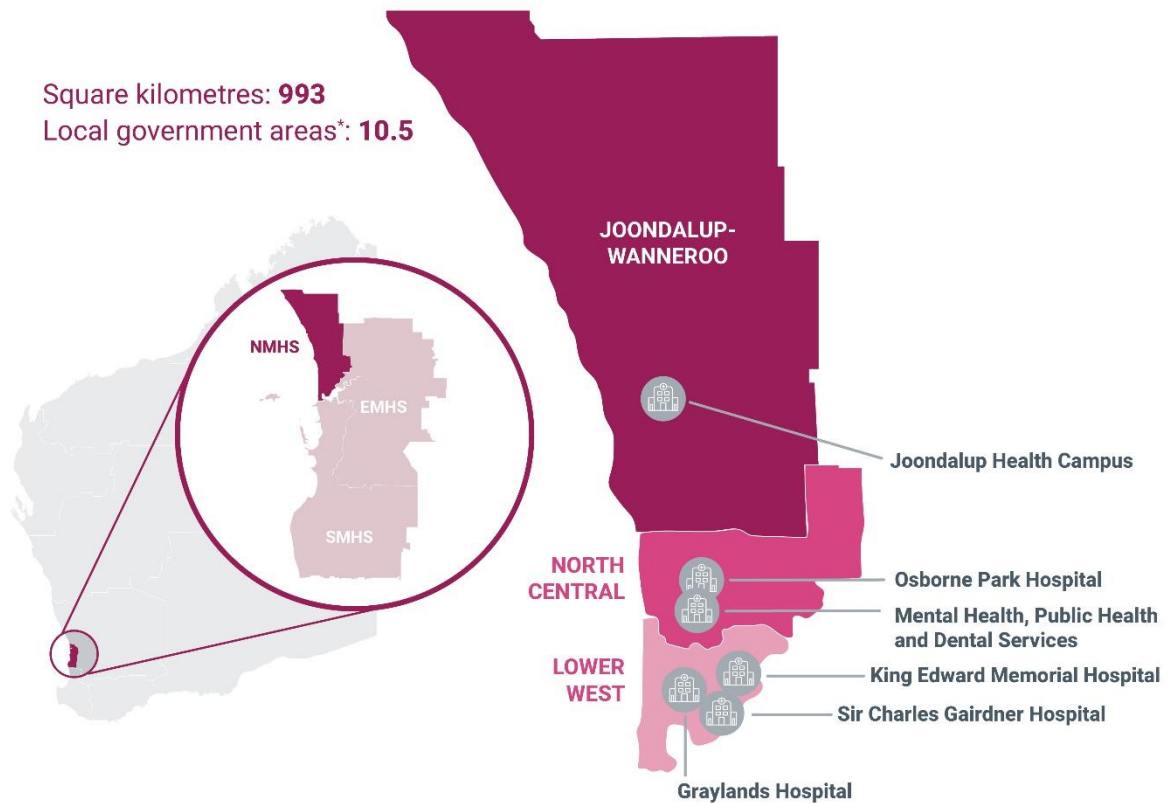 Square kilometres: 993
Local government areas*: 10.5
JOONDALUP-
WANNEROO
NMHS
EMHS
SMHS
Joondalup Health Campus
NORTH
CENTRAL
Osborne Park Hospital
Mental Health, Public Health
and Dental Services
LOWER
WEST
King Edward Memorial Hospital
Sir Charles Gairdner Hospital
Graylands Hospital